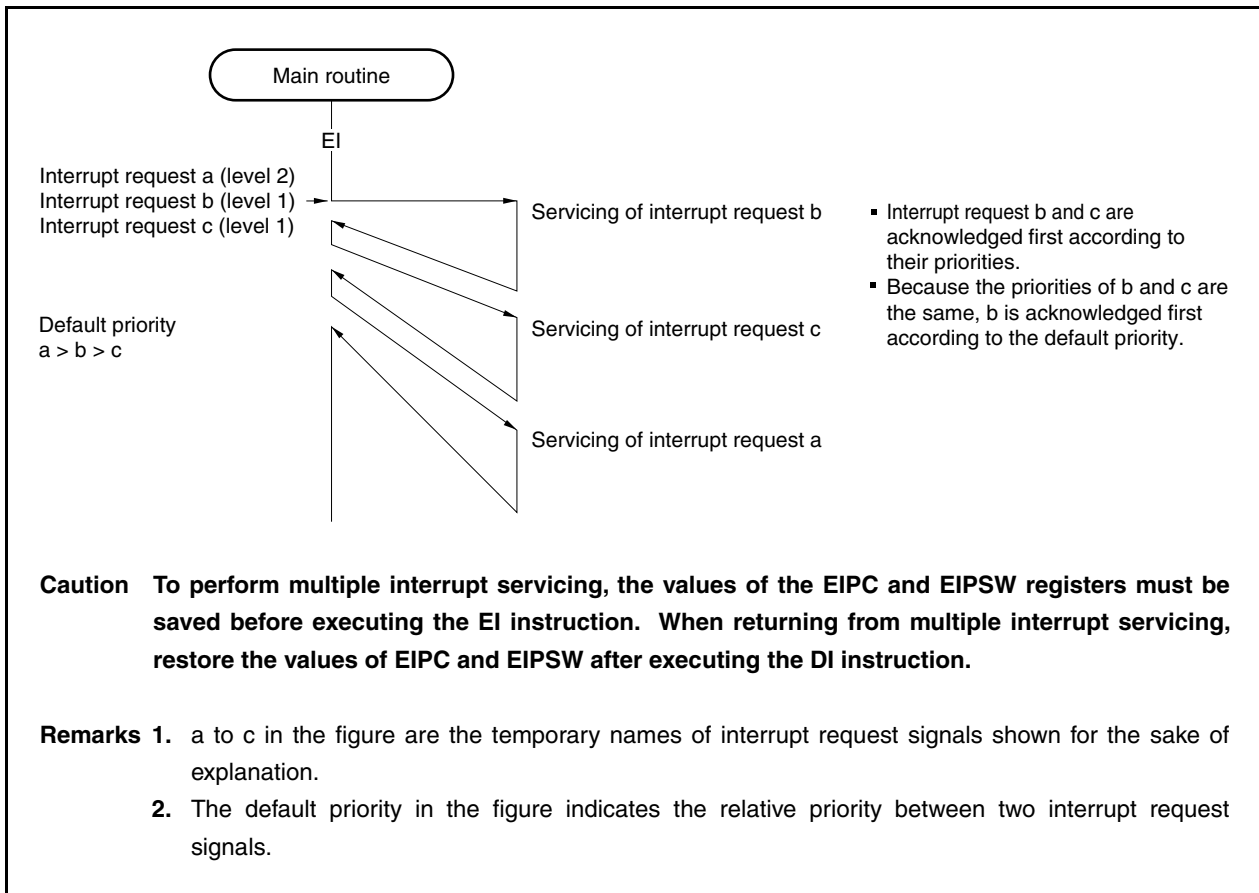 Main routine
EI
Interrupt request a (level 2)
Interrupt request b (level 1)
Interrupt request c (level 1)
Servicing of interrupt request b
▪ Interrupt request b and c are
acknowledged first according to
their priorities.
▪ Because the priorities of b and c are
the same, b is acknowledged first
according to the default priority.
Default priority
a > b > c
Servicing of interrupt request c
Servicing of interrupt request a
Caution To perform multiple interrupt servicing, the values of the EIPC and EIPSW registers must be
saved before executing the EI instruction. When returning from multiple interrupt servicing,
restore the values of EIPC and EIPSW after executing the DI instruction.
Remarks 1. a to c in the figure are the temporary names of interrupt request signals shown for the sake of
explanation.
2. The default priority in the figure indicates the relative priority between two interrupt request
signals.